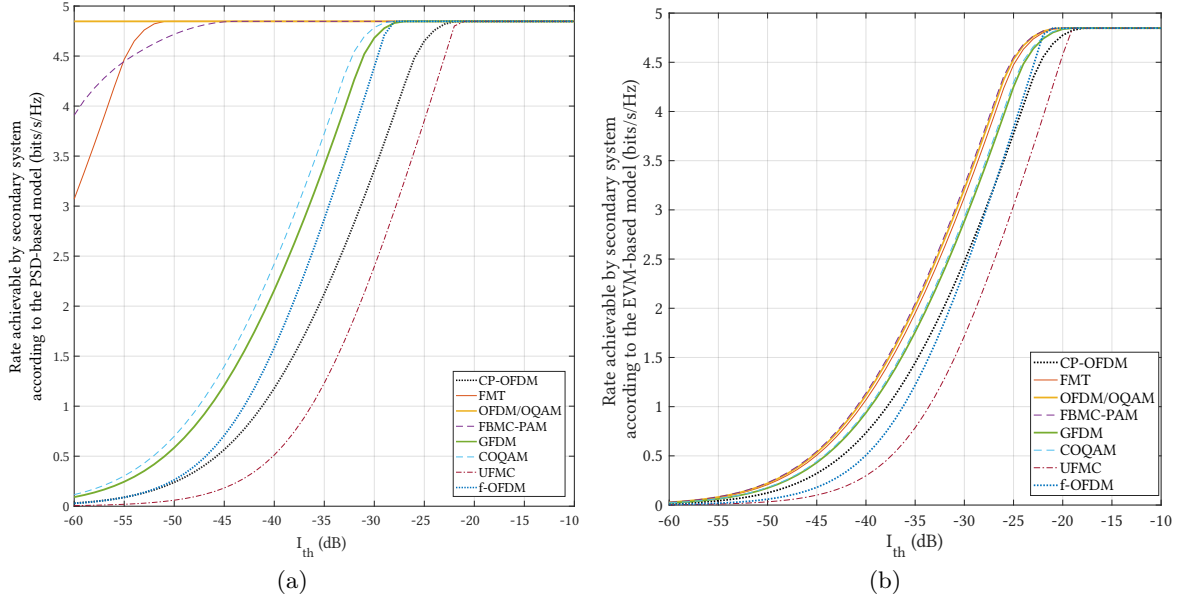 Rate achievable by secondary system
according to the PSD-based model (bits/s/Hz)
5
4.5
4
3.5
3
2.5
2
1.5
1
0.5
0
-60
-55
-50
-45
-40
-35
-30
-25
-20
-15
-10
I_th (dB)
CP-OFDM
FMT
OFDM/OQAM
FBMC-PAM
GFDM
COQAM
UFMC
f-OFDM
(a)
Rate achievable by secondary system
according to the EVM-based model (bits/s/Hz)
5
4.5
4
3.5
3
2.5
2
1.5
1
0.5
0
-60
-55
-50
-45
-40
-35
-30
-25
-20
-15
-10
I_th (dB)
CP-OFDM
FMT
OFDM/OQAM
FBMC-PAM
GFDM
COQAM
UFMC
f-OFDM
(b)